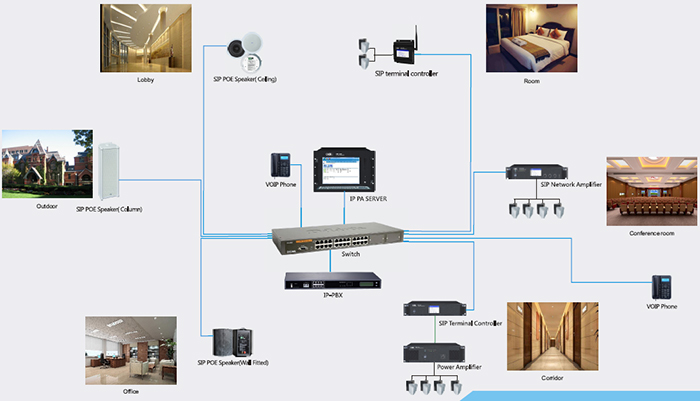 Lobby
SIP POE Speaker( Ceiling)
SIP terminal controller
Room
VOIP Phone
IP PA SERVER
SIP Network Amplifier
Outdoor
SIP POE Speaker( Column)
Conference room
Switch
IP-PBX
VOIP Phone
SIP Terminal Controller
SIP POE Speaker(Wall Fitted)
Power Amplifier
Office
Corridor